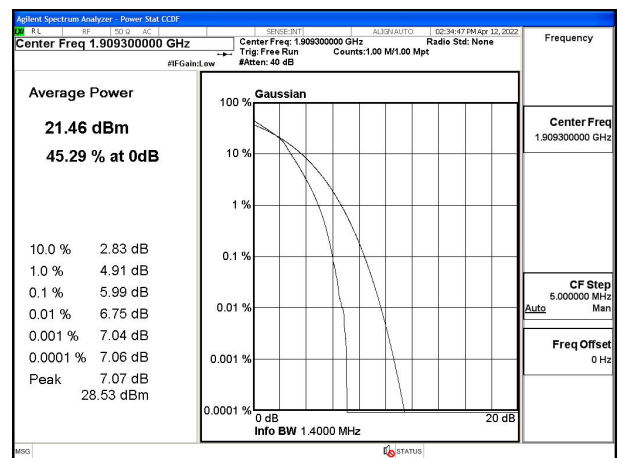 Agilent Spectrum Analyzer - Power Stat CCDF
RL RF 50 Ω AC SENSE:INT ALIGN AUTO 02:34:47 PM Apr 12, 2022
Center Freq 1.909300000 GHz
Center Freq: 1.909300000 GHz Radio Std: None
Trig: Free Run Counts:1.00 M/1.00 Mpt
#IFGain:Low #Atten: 40 dB
Frequency
Average Power
21.46 dBm
45.29 % at 0dB
10.0 % 2.83 dB
1.0 % 4.91 dB
0.1 % 5.99 dB
0.01 % 6.75 dB
0.001 % 7.04 dB
0.0001 % 7.06 dB
Peak 7.07 dB
28.53 dBm
Gaussian
100 %
10 %
1 %
0.1 %
0.01 %
0.001 %
0.0001 %
0 dB 20 dB
Info BW 1.4000 MHz
Center Freq
1.909300000 GHz
CF Step
5.000000 MHz
Auto Man
Freq Offset
0 Hz
MSG STATUS